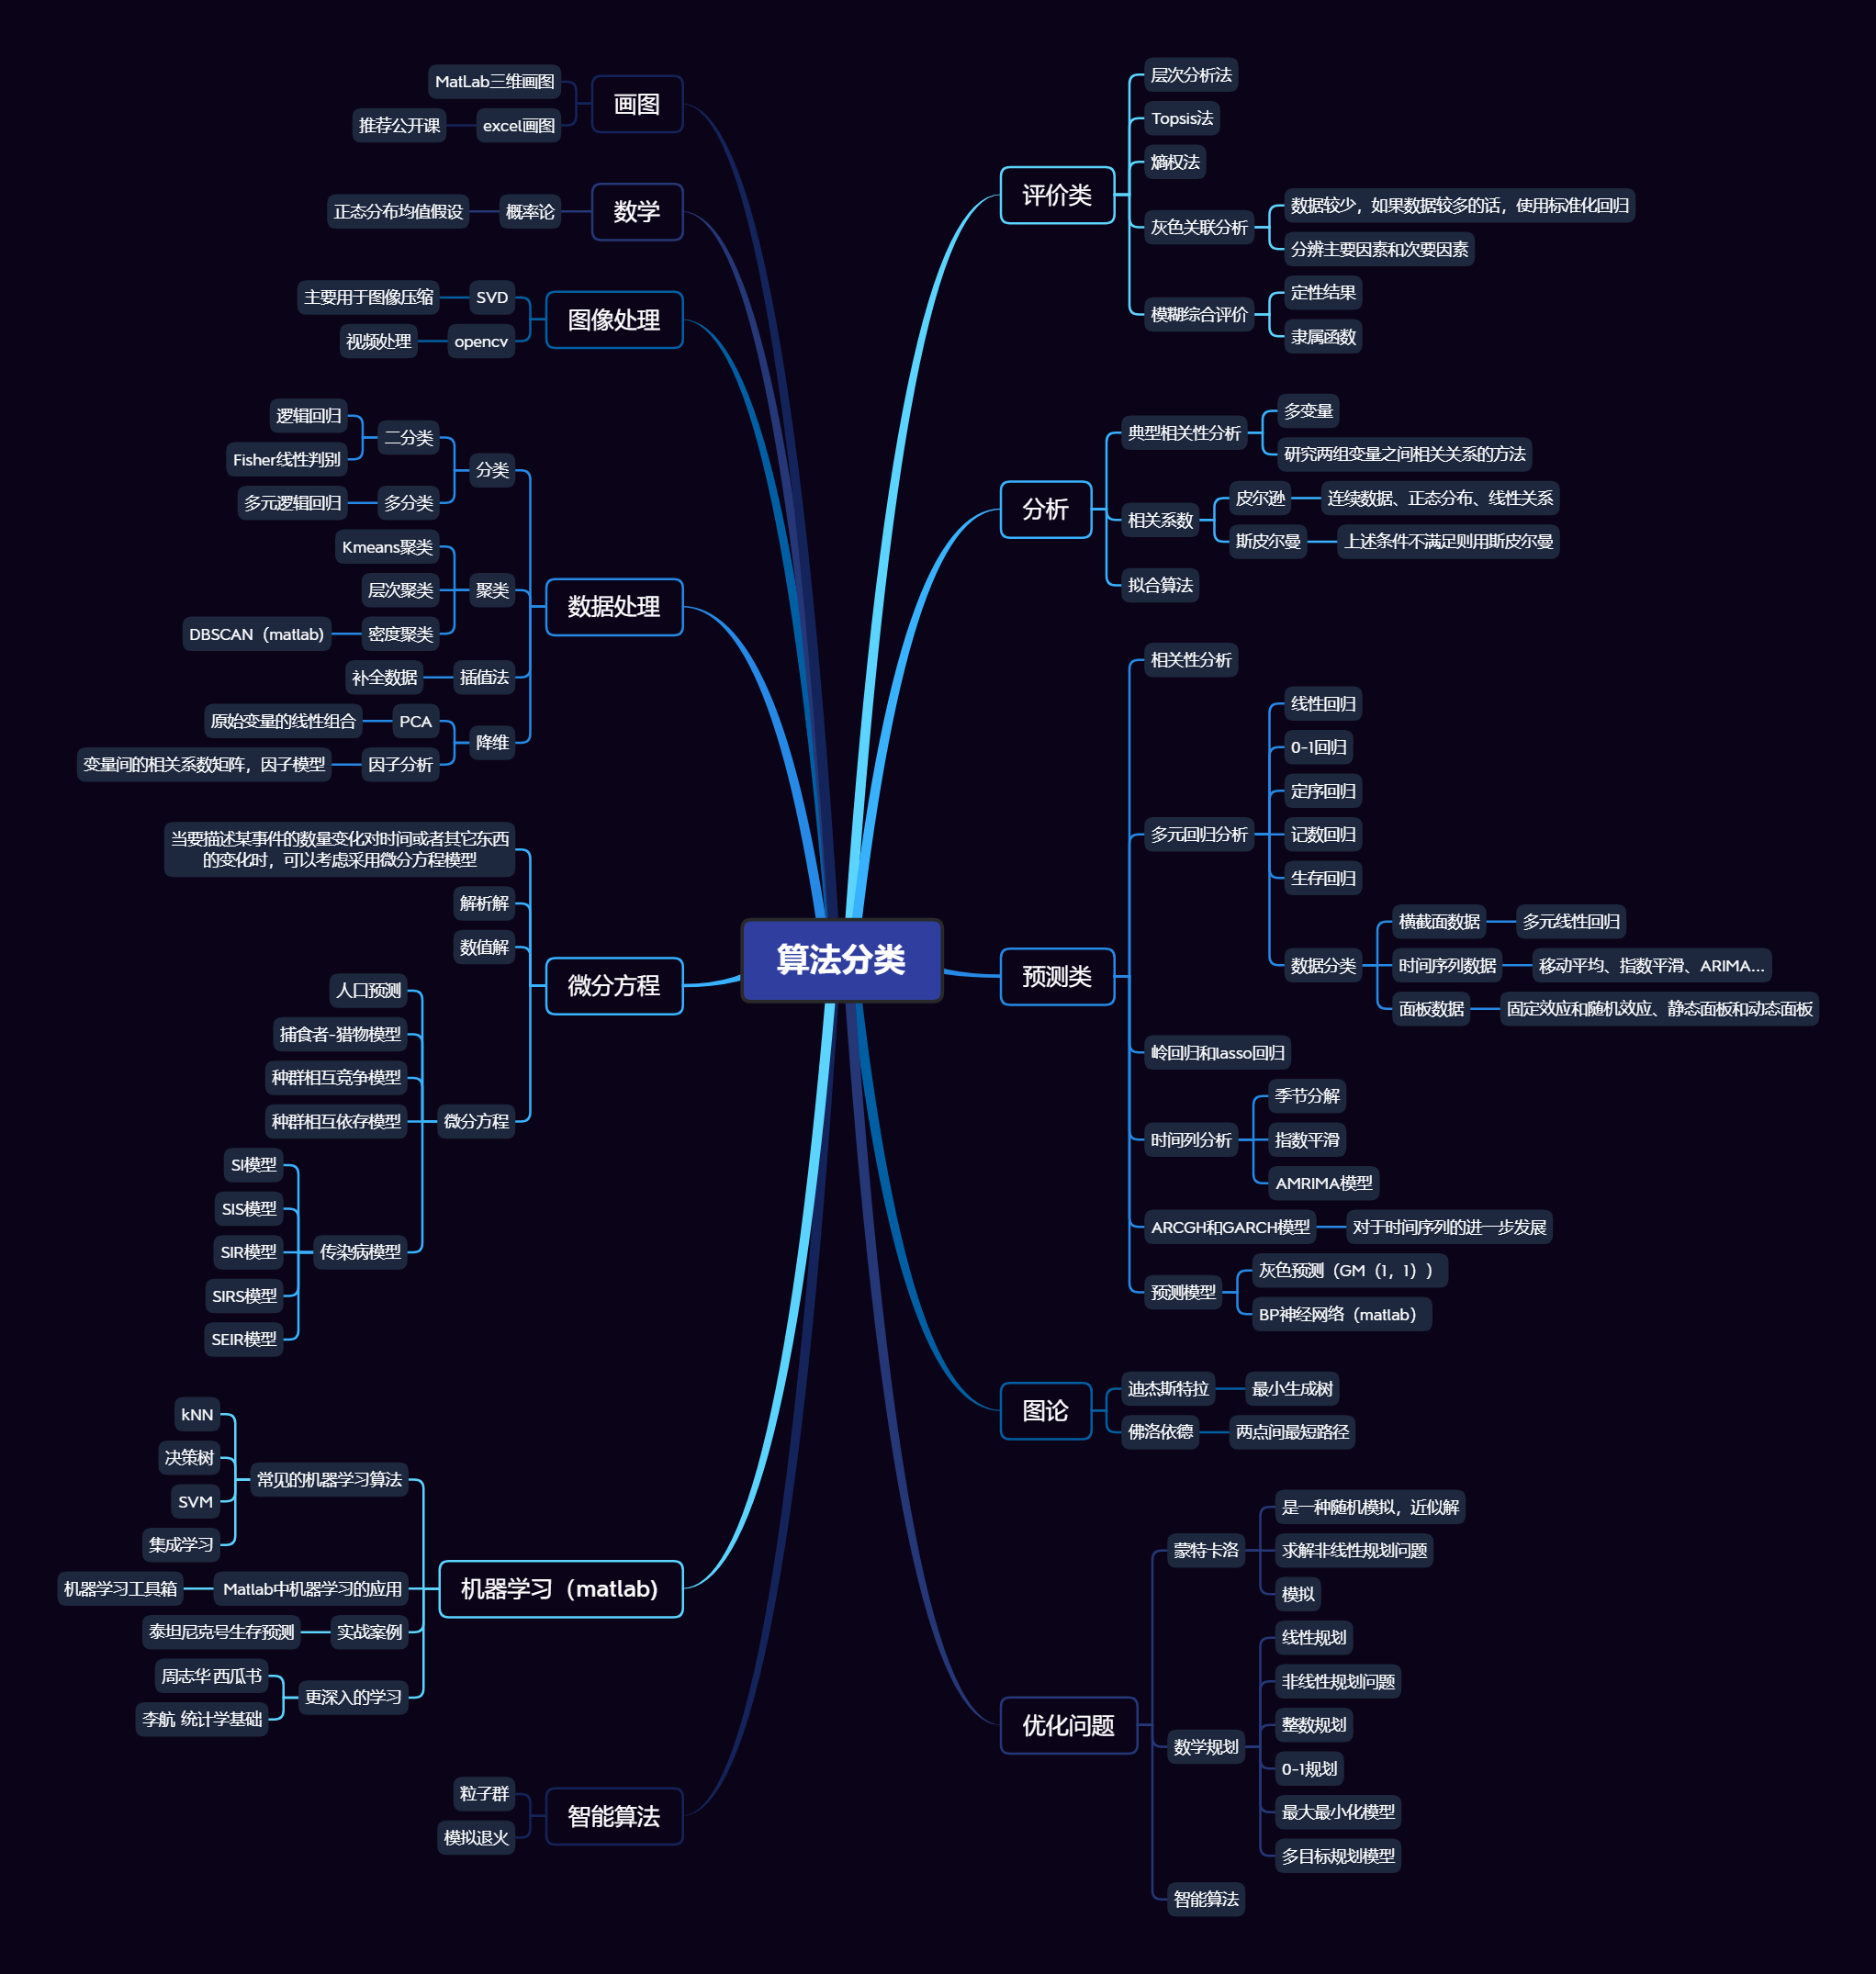 算法分类
评价类
层次分析法
Topsis法
熵权法
灰色关联分析
数据较少，如果数据较多的话，使用标准化回归
分辨主要因素和次要因素
模糊综合评价
定性结果
隶属函数
分析
典型相关性分析
多变量
研究两组变量之间相关关系的方法
相关系数
皮尔逊
连续数据、正态分布、线性关系
斯皮尔曼
上述条件不满足则用斯皮尔曼
拟合算法
预测类
相关性分析
多元回归分析
线性回归
0-1回归
定序回归
记数回归
生存回归
数据分类
横截面数据
多元线性回归
时间序列数据
移动平均、指数平滑、ARIMA...
面板数据
固定效应和随机效应、静态面板和动态面板
岭回归和lasso回归
时间列分析
季节分解
指数平滑
AMRIMA模型
ARCGH和GARCH模型
对于时间序列的进一步发展
预测模型
灰色预测（GM（1，1））
BP神经网络（matlab）
图论
迪杰斯特拉
最小生成树
佛洛依德
两点间最短路径
优化问题
蒙特卡洛
是一种随机模拟，近似解
求解非线性规划问题
模拟
数学规划
线性规划
非线性规划问题
整数规划
0-1规划
最大最小化模型
多目标规划模型
智能算法
画图
MatLab三维画图
excel画图
推荐公开课
数学
概率论
正态分布均值假设
图像处理
SVD
主要用于图像压缩
opencv
视频处理
数据处理
分类
二分类
逻辑回归
Fisher线性判别
多分类
多元逻辑回归
聚类
Kmeans聚类
层次聚类
密度聚类
DBSCAN（matlab)
插值法
补全数据
降维
PCA
原始变量的线性组合
因子分析
变量间的相关系数矩阵，因子模型
微分方程
当要描述某事件的数量变化对时间或者其它东西
的变化时，可以考虑采用微分方程模型
解析解
数值解
微分方程
人口预测
捕食者-猎物模型
种群相互竞争模型
种群相互依存模型
传染病模型
SI模型
SIS模型
SIR模型
SIRS模型
SEIR模型
机器学习（matlab)
常见的机器学习算法
kNN
决策树
SVM
集成学习
Matlab中机器学习的应用
机器学习工具箱
实战案例
泰坦尼克号生存预测
更深入的学习
周志华 西瓜书
李航 统计学基础
智能算法
粒子群
模拟退火